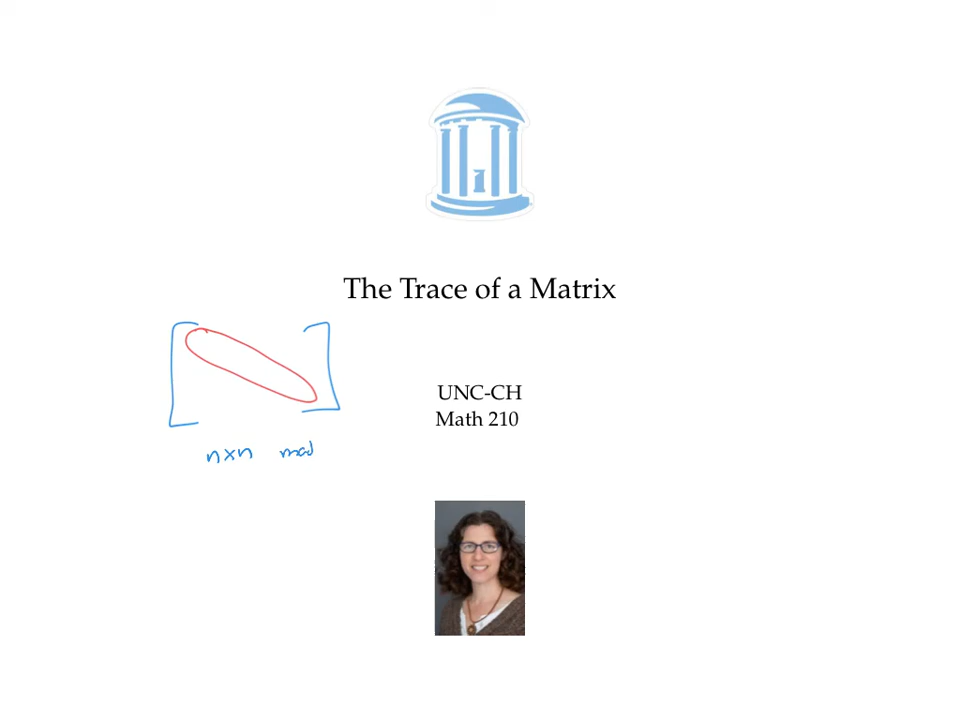 The Trace of a Matrix
UNC-CH
Math 210
n×n